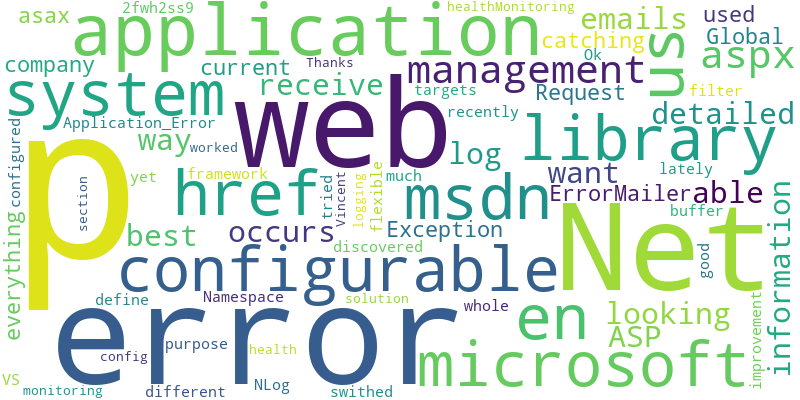 asax 2fwh2ss9 healthMonitoring used
application emails Global
company current Thanks catching Ok us aspx
system receive management targets Request filter
Application_Error web recently library detailed
configured way worked log
p yet framework much want lately
href tried Vincent logging flexible msdn ErrorMailer able
section best occurs Exception Net buffer
everything configurable discovered good information
define Namespace solution whole en looking
error purpose ASP
config health microsoft improvement
VS monitoring different NLog swithed